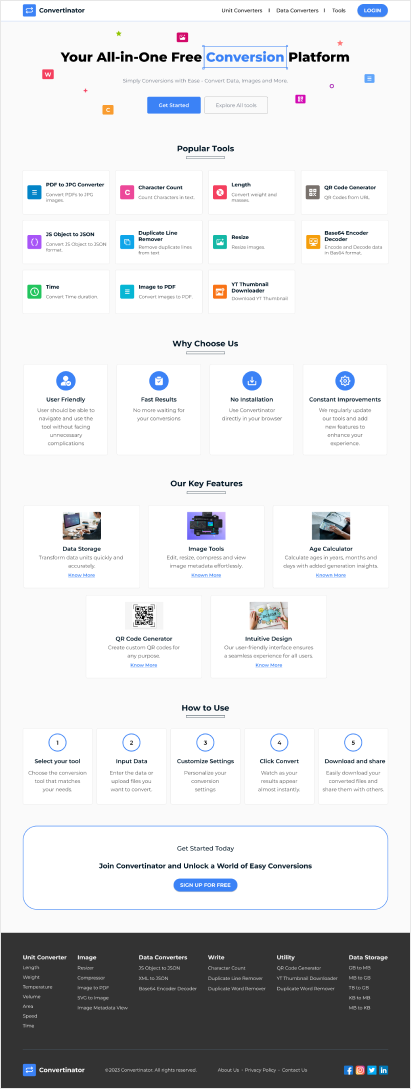 Convertinator
Unit Converters
Data Converters
Tools
LOGIN
Your All-in-One Free Conversion Platform
Simply Conversions with Ease - Convert Data, Images and More.
Get Started
Explore All tools
Popular Tools
PDF to JPG Converter
Convert PDFs to JPG
images.
Character Count
Count Characters in text.
Length
Convert weight and
masses.
QR Code Generator
QR Codes from URL
JS Object to JSON
Convert JS Object to JSON
format.
Duplicate Line
Remover
Remove duplicate lines
from text
Resize
Resize images.
Base64 Encoder
Decoder
Encode and Decode data
in Bas64 format.
Time
Convert Time duration.
Image to PDF
Convert images to PDF.
YT Thumbnail
Downloader
Download YT Thumbnail
Why Choose Us
User Friendly
User should be able to
navigate and use the
tool without facing
unnecessary
complications
Fast Results
No more waiting for
your conversions
No Installation
Use Convertinator
directly in your browser
Constant Improvements
We regularly update
our tools and add
new features to
enhance your
experience.
Our Key Features
Data Storage
Transform data units quickly and
accurately.
Know More
Image Tools
Edit, resize, compress and view
image metadata effortlessly.
Known More
Age Calculator
Calculate ages in years, months and
days with added generation insights.
Known More
QR Code Generator
Create custom QR codes for
any purpose.
Know More
Intuitive Design
Our user-friendly interface ensures
a seamless experience for all users.
Know More
How to Use
1
Select your tool
Choose the conversion
tool that matches
your needs.
2
Input Data
Enter the data or
upload files you
want to convert.
3
Customize Settings
Personalize your
conversion
settings
4
Click Convert
Watch as your
results appear
almost instantly.
5
Download and share
Easily download your
converted files and
share them with others.
Get Started Today
Join Convertinator and Unlock a World of Easy Conversions
SIGN UP FOR FREE
Unit Converter
Length
Weight
Temperature
Volume
Area
Speed
Time
Image
Resizer
Compressor
Image to PDF
SVG to Image
Image Metadata View
Data Converters
JS Object to JSON
XML to JSON
Base64 Encoder Decoder
Write
Character Count
Duplicate Line Remover
Duplicate Word Remover
Utility
QR Code Generator
YT Thumbnail Downloader
Duplicate Word Remover
Data Storage
GB to MB
MB to GB
TB to GB
KB to MB
MB to KB
Convertinator
©2023 Convertinator. All rights reserved.
About Us • Privacy Policy • Contact Us